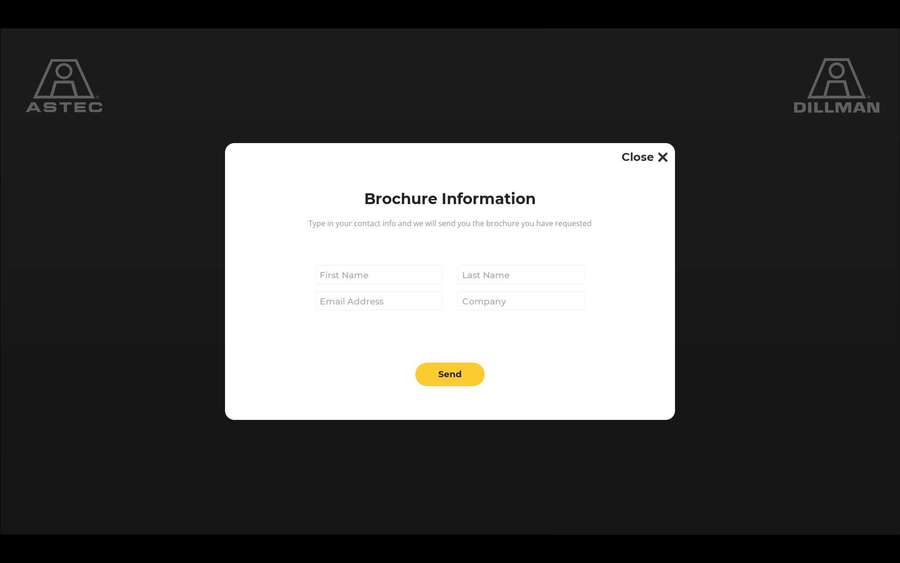 ASTEC
DILLMAN
Close
Brochure Information
Type in your contact info and we will send you the brochure you have requested
First Name
Last Name
Email Address
Company
Send